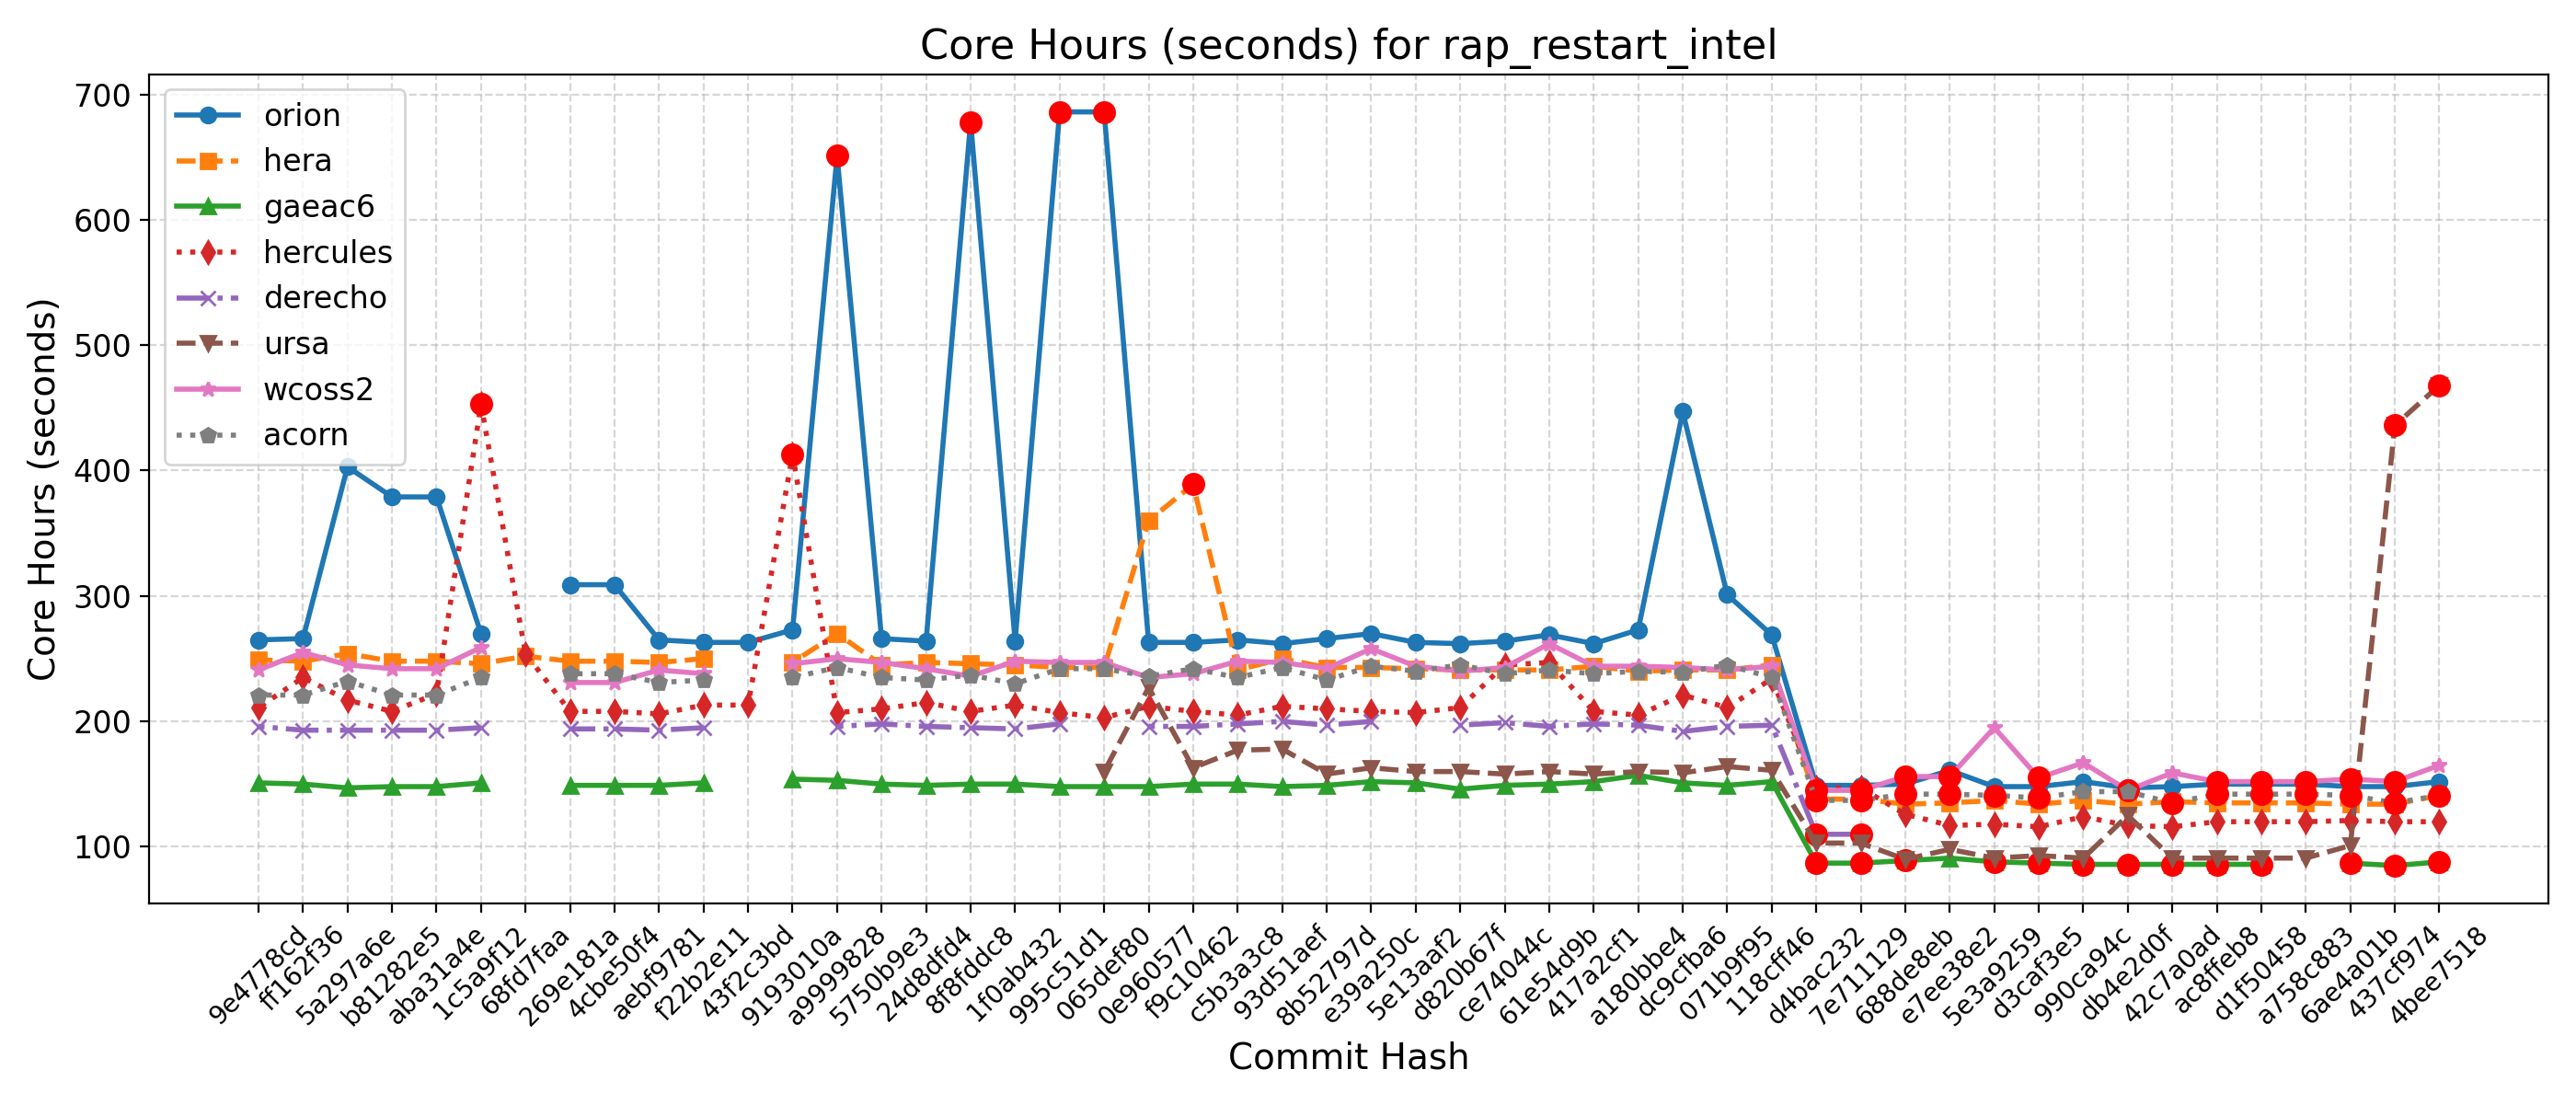 Core Hours (seconds) for rap_restart_intel
Core Hours (seconds)
700
600
500
400
300
200
100
orion
hera
gaeac6
hercules
derecho
ursa
wcoss2
acorn
9e4778cd
ff162f36
5a297a6e
b81282e5
aba31a4e
1c5a9f12
68fd7faa
269e181a
4cbe50f4
aebf9781
f22b2e11
43f2c3bd
9193010a
a9999828
5750b9e3
24d8dfd4
8f8fddc8
1f0ab432
995c51d1
065def80
0e960577
f9c10462
c5b3a3c8
93d51aef
8b52797d
e39a250c
5e13aaf2
d820b67f
ce74044c
61e54d9b
417a2cf1
a180bbe4
dc9cfba6
071b9f95
118cff46
d4bac232
7e711129
688de8eb
e7ee38e2
5e3a9259
d3caf3e5
990ca94c
db4e2d0f
42c7a0ad
ac8ffeb8
d1f50458
a758c883
6ae4a01b
437cf974
4bee7518
Commit Hash